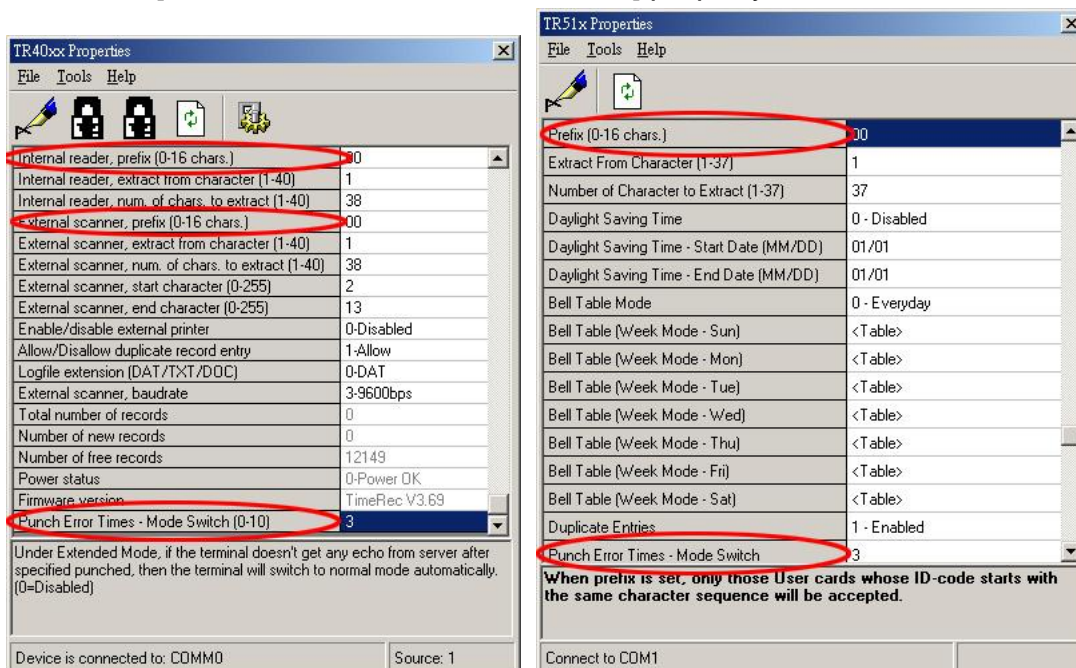 TR40xx Properties
File Tools Help
Internal reader, prefix (0-16 chars.) 00
Internal reader, extract from character (1-40) 1
Internal reader, num. of chars. to extract (1-40) 38
External scanner, prefix (0-16 chars.) 00
External scanner, extract from character (1-40) 1
External scanner, num. of chars. to extract (1-40) 38
External scanner, start character (0-255) 2
External scanner, end character (0-255) 13
Enable/disable external printer 0-Disabled
Allow/Disallow duplicate record entry 1-Allow
Logfile extension (DAT/TXT/DOC) 0-DAT
External scanner, baudrate 3-9600bps
Total number of records 0
Number of new records 0
Number of free records 12149
Power status 0-Power OK
Firmware version TimeRec V3.69
Punch Error Times - Mode Switch (0-10) 3
Under Extended Mode, if the terminal doesn't get any echo from server after
specified punched, then the terminal will switch to normal mode automatically.
(0=Disabled)
Device is connected to: COMM0 Source: 1
TR51x Properties
File Tools Help
Prefix (0-16 chars.) 00
Extract From Character (1-37) 1
Number of Character to Extract (1-37) 37
Daylight Saving Time 0 - Disabled
Daylight Saving Time - Start Date (MM/DD) 01/01
Daylight Saving Time - End Date (MM/DD) 01/01
Bell Table Mode 0 - Everyday
Bell Table (Week Mode - Sun) <Table>
Bell Table (Week Mode - Mon) <Table>
Bell Table (Week Mode - Tue) <Table>
Bell Table (Week Mode - Wed) <Table>
Bell Table (Week Mode - Thu) <Table>
Bell Table (Week Mode - Fri) <Table>
Bell Table (Week Mode - Sat) <Table>
Duplicate Entries 1 - Enabled
Punch Error Times - Mode Switch 3
When prefix is set, only those User cards whose ID-code starts with
the same character sequence will be accepted.
Connect to COM1